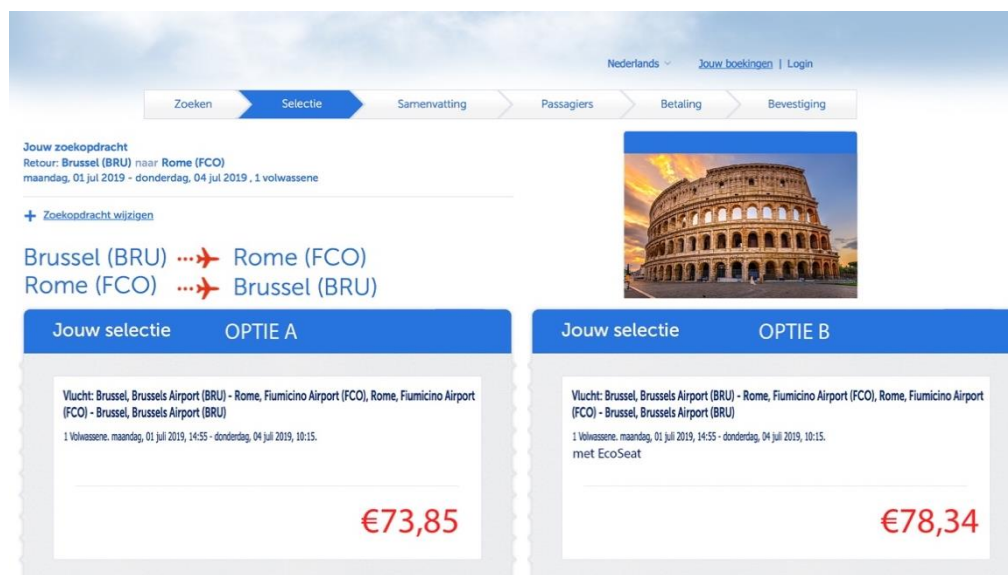 Nederlands Jouw boekingen | Login
Zoeken Selectie Samenvatting Passagiers Betaling Bevestiging
Jouw zoekopdracht
Retour: Brussel (BRU) naar Rome (FCO)
maandag, 01 jul 2019 - donderdag, 04 jul 2019 , 1 volwassene
+ Zoekopdracht wijzigen
Brussel (BRU) Rome (FCO)
Rome (FCO) Brussel (BRU)
Jouw selectie OPTIE A
Vlucht: Brussel, Brussels Airport (BRU) - Rome, Fiumicino Airport (FCO), Rome, Fiumicino Airport
(FCO) - Brussel, Brussels Airport (BRU)
1 Volwassene. maandag, 01 juli 2019, 14:55 - donderdag, 04 juli 2019, 10:15.
€73,85
Jouw selectie OPTIE B
Vlucht: Brussel, Brussels Airport (BRU) - Rome, Fiumicino Airport (FCO), Rome, Fiumicino Airport
(FCO) - Brussel, Brussels Airport (BRU)
1 Volwassene. maandag, 01 juli 2019, 14:55 - donderdag, 04 juli 2019, 10:15.
met EcoSeat
€78,34